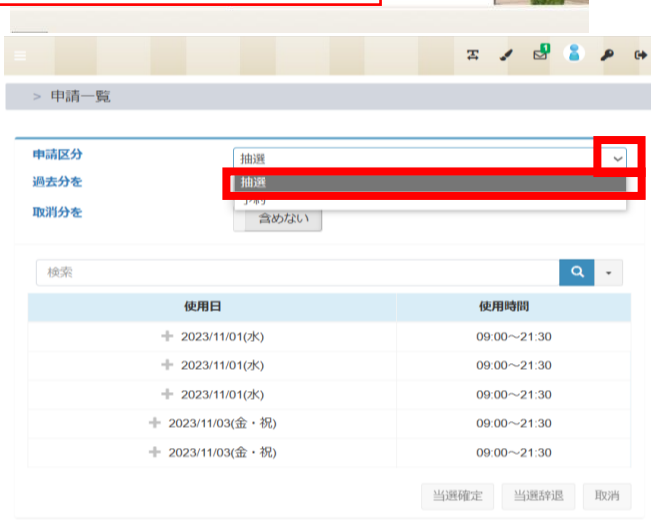 1
> 申請一覧
申請区分
抽選
過去分を
抽選
取消分を
含めない
検索
使用日 使用時間
2023/11/01(水) 09:00～21:30
2023/11/01(水) 09:00～21:30
2023/11/01(水) 09:00～21:30
2023/11/03(金・祝) 09:00～21:30
2023/11/03(金・祝) 09:00～21:30
当選確定 当選辞退 取消